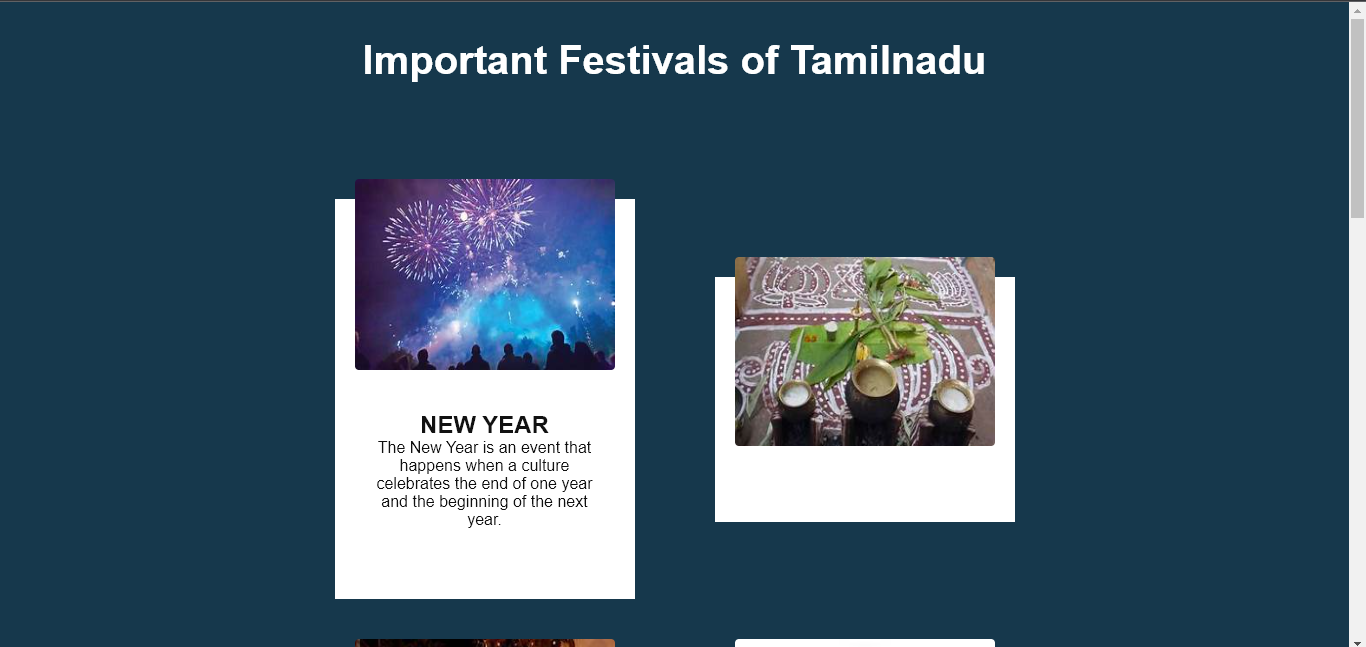 Important Festivals of Tamilnadu
NEW YEAR
The New Year is an event that
happens when a culture
celebrates the end of one year
and the beginning of the next
year.